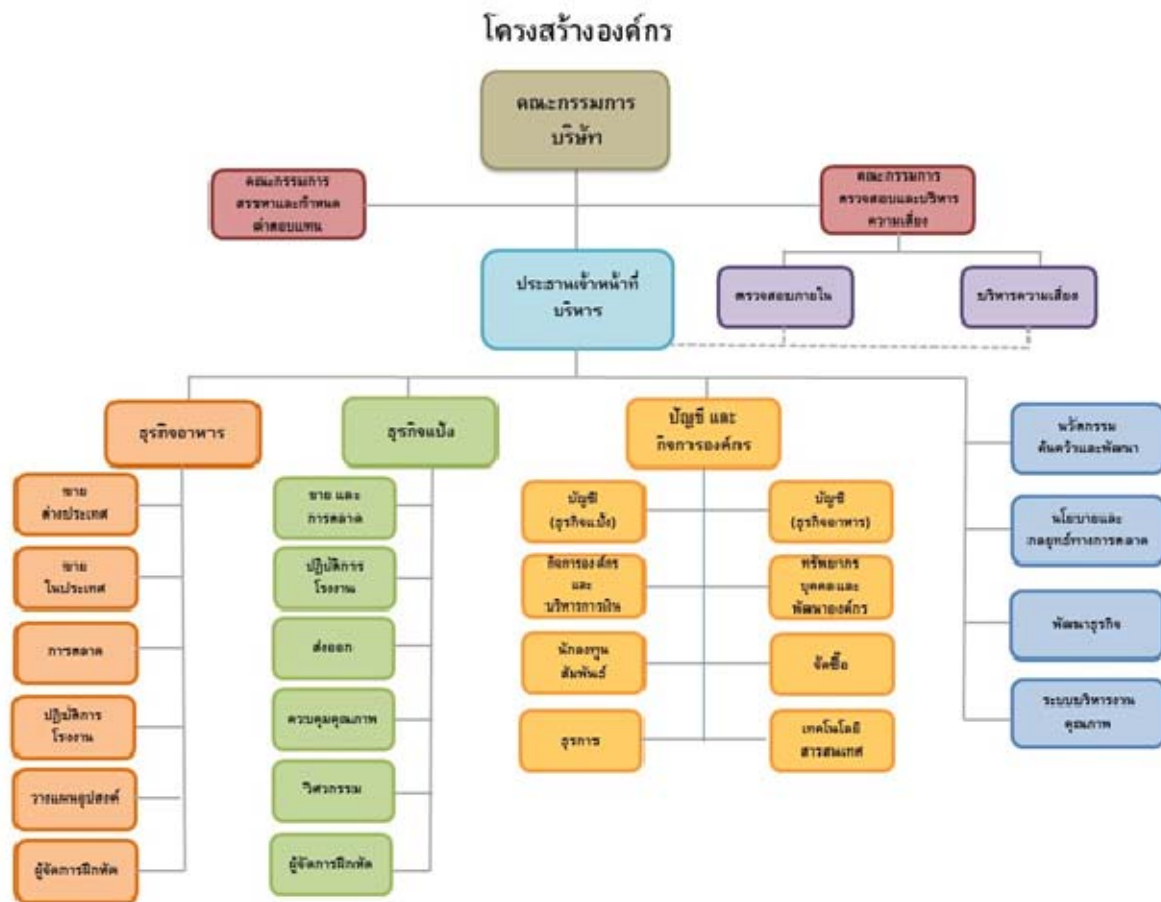 โครงสร้างองค์กร
คณะกรรมการ
บริษัท
คณะกรรมการ
สรรหาและกำหนด
ค่าตอบแทน
คณะกรรมการ
ตรวจสอบและบริหาร
ความเสี่ยง
ประธานเจ้าหน้าที่
บริหาร
ตรวจสอบภายใน
บริหารความเสี่ยง
ธุรกิจอาหาร
ธุรกิจแป้ง
บัญชี และ
กิจการองค์กร
นวัตกรรม
ค้นคว้าและพัฒนา
ขาย
ต่างประเทศ
ขาย และ
การตลาด
บัญชี
(ธุรกิจแป้ง)
บัญชี
(ธุรกิจอาหาร)
นโยบายและ
กลยุทธ์ทางการตลาด
ขาย
ในประเทศ
ปฏิบัติการ
โรงงาน
กิจการองค์กร
และ
บริหารการเงิน
ทรัพยากร
บุคคลและ
พัฒนาองค์กร
พัฒนาธุรกิจ
การตลาด
ส่งออก
นักลงทุน
สัมพันธ์
จัดซื้อ
ระบบบริหารงาน
คุณภาพ
ปฏิบัติการ
โรงงาน
ควบคุมคุณภาพ
ธุรการ
เทคโนโลยี
สารสนเทศ
วางแผนอุปสงค์
วิศวกรรม
ผู้จัดการฝึกหัด
ผู้จัดการฝึกหัด